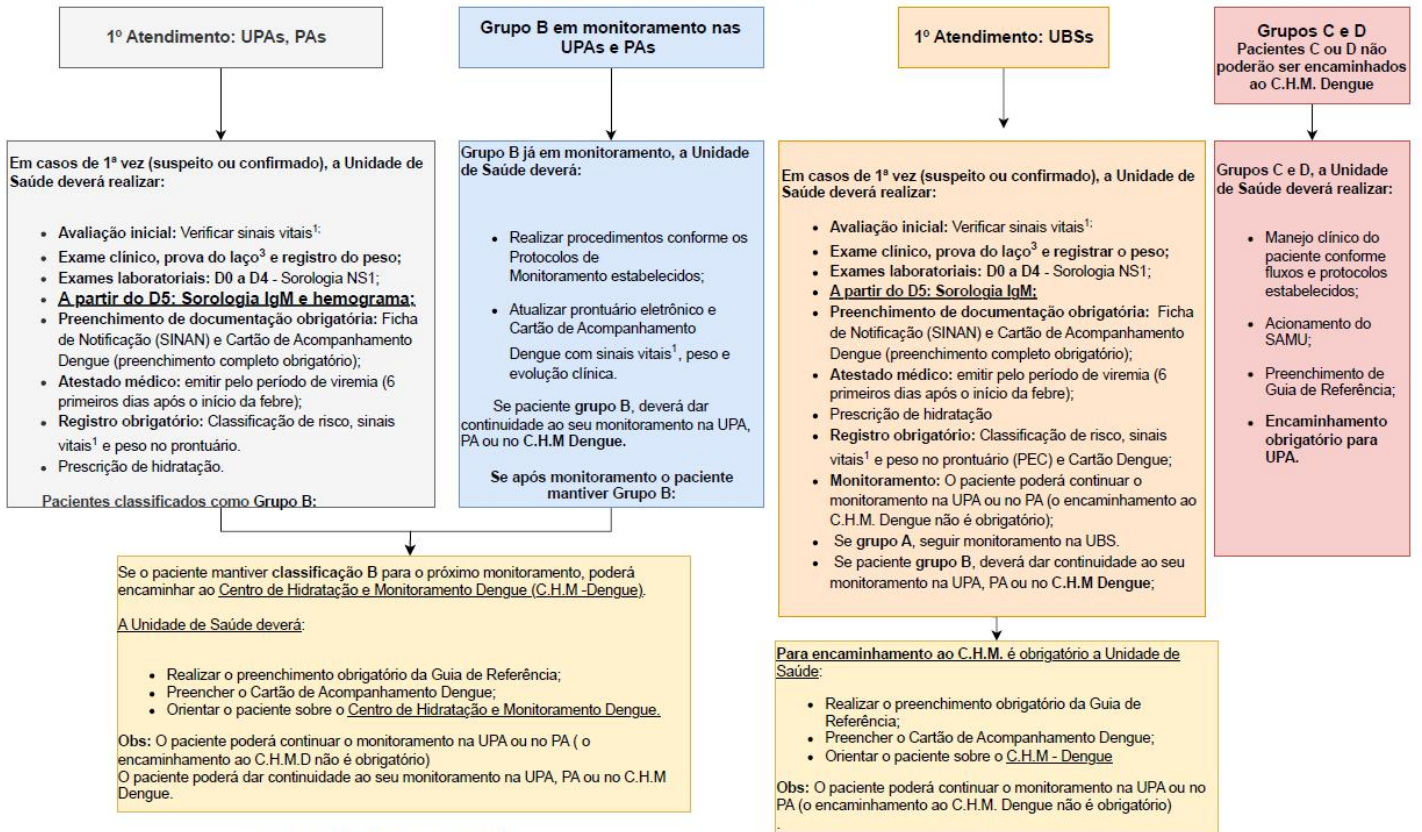 1º Atendimento: UPAs, PAs
Em casos de 1ª vez (suspeito ou confirmado), a Unidade de
Saúde deverá realizar:
• Avaliação inicial: Verificar sinais vitais¹;
• Exame clínico, prova do laço³ e registro do peso;
• Exames laboratoriais: D0 a D4 - Sorologia NS1;
• A partir do D5: Sorologia IgM e hemograma;
• Preenchimento de documentação obrigatória: Ficha
de Notificação (SINAN) e Cartão de Acompanhamento
Dengue (preenchimento completo obrigatório);
• Atestado médico: emitir pelo período de viremia (6
primeiros dias após o início da febre);
• Registro obrigatório: Classificação de risco, sinais
vitais¹ e peso no prontuário.
• Prescrição de hidratação.
Pacientes classificados como Grupo B:
Grupo B em monitoramento nas
UPAs e PAs
Grupo B já em monitoramento, a Unidade
de Saúde deverá:
• Realizar procedimentos conforme os
Protocolos de
Monitoramento estabelecidos;
• Atualizar prontuário eletrônico e
Cartão de Acompanhamento
Dengue com sinais vitais¹, peso e
evolução clínica.
Se paciente grupo B, deverá dar
continuidade ao seu monitoramento na UPA,
PA ou no C.H.M Dengue.
Se após monitoramento o paciente
mantiver Grupo B:
Se o paciente mantiver classificação B para o próximo monitoramento, poderá
encaminhar ao Centro de Hidratação e Monitoramento Dengue (C.H.M -Dengue).
A Unidade de Saúde deverá:
• Realizar o preenchimento obrigatório da Guia de Referência;
• Preencher o Cartão de Acompanhamento Dengue;
• Orientar o paciente sobre o Centro de Hidratação e Monitoramento Dengue.
Obs: O paciente poderá continuar o monitoramento na UPA ou no PA ( o
encaminhamento ao C.H.M.D não é obrigatório)
O paciente poderá dar continuidade ao seu monitoramento na UPA, PA ou no C.H.M
Dengue.
1º Atendimento: UBSs
Em casos de 1ª vez (suspeito ou confirmado), a Unidade de
Saúde deverá realizar:
• Avaliação inicial: Verificar sinais vitais¹;
• Exame clínico, prova do laço³ e registrar o peso;
• Exames laboratoriais: D0 a D4 - Sorologia NS1;
• A partir do D5: Sorologia IgM;
• Preenchimento de documentação obrigatória: Ficha
de Notificação (SINAN) e Cartão de Acompanhamento
Dengue (preenchimento completo obrigatório);
• Atestado médico: emitir pelo período de viremia (6
primeiros dias após o início da febre);
• Prescrição de hidratação
• Registro obrigatório: Classificação de risco, sinais
vitais¹ e peso no prontuário (PEC) e Cartão Dengue;
• Monitoramento: O paciente poderá continuar o
monitoramento na UPA ou no PA (o encaminhamento ao
C.H.M. Dengue não é obrigatório);
• Se grupo A, seguir monitoramento na UBS.
• Se paciente grupo B, deverá dar continuidade ao seu
monitoramento na UPA, PA ou no C.H.M Dengue;
Para encaminhamento ao C.H.M. é obrigatório a Unidade de
Saúde:
• Realizar o preenchimento obrigatório da Guia de
Referência;
• Preencher o Cartão de Acompanhamento Dengue;
• Orientar o paciente sobre o C.H.M - Dengue
Obs: O paciente poderá continuar o monitoramento na UPA ou no
PA (o encaminhamento ao C.H.M. Dengue não é obrigatório)
.
Grupos C e D
Pacientes C ou D não
poderão ser encaminhados
ao C.H.M. Dengue
Grupos C e D, a Unidade
de Saúde deverá realizar:
• Manejo clínico do
paciente conforme
fluxos e protocolos
estabelecidos;
• Acionamento do
SAMU;
• Preenchimento de
Guia de Referência;
• Encaminhamento
obrigatório para
UPA.